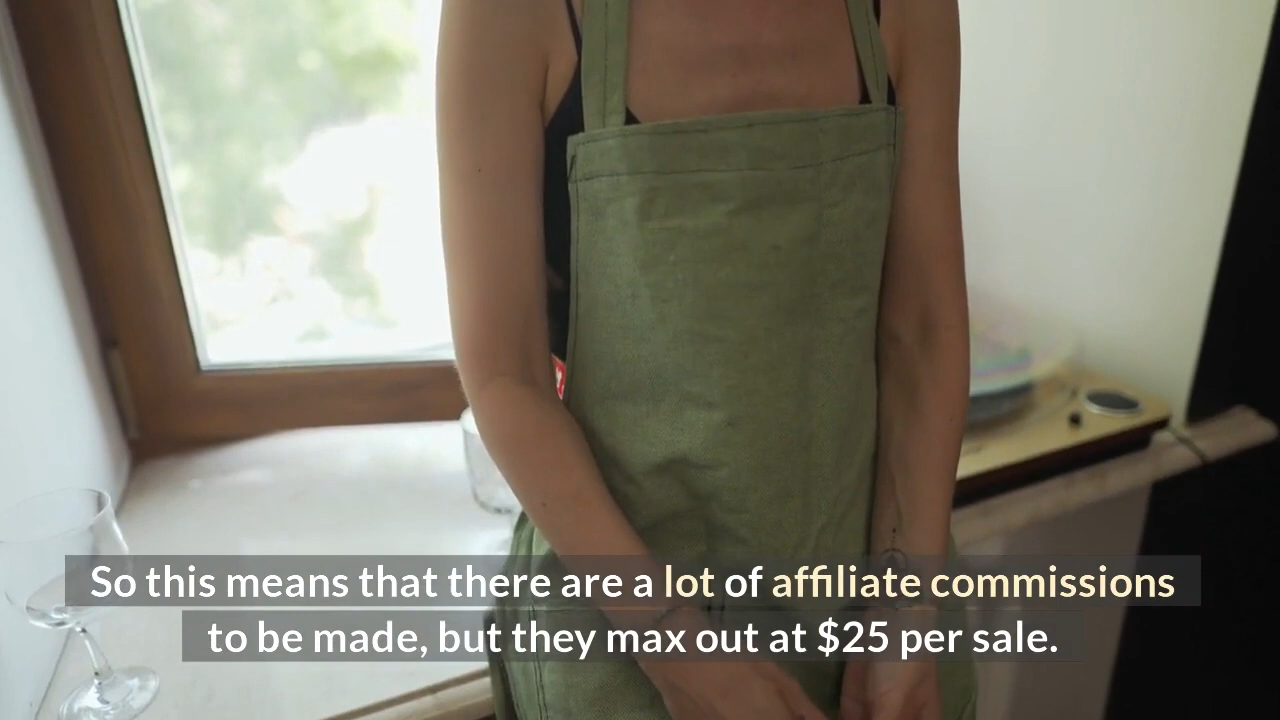 So this means that there are a lot of affiliate commissions
to be made, but they max out at $25 per sale.